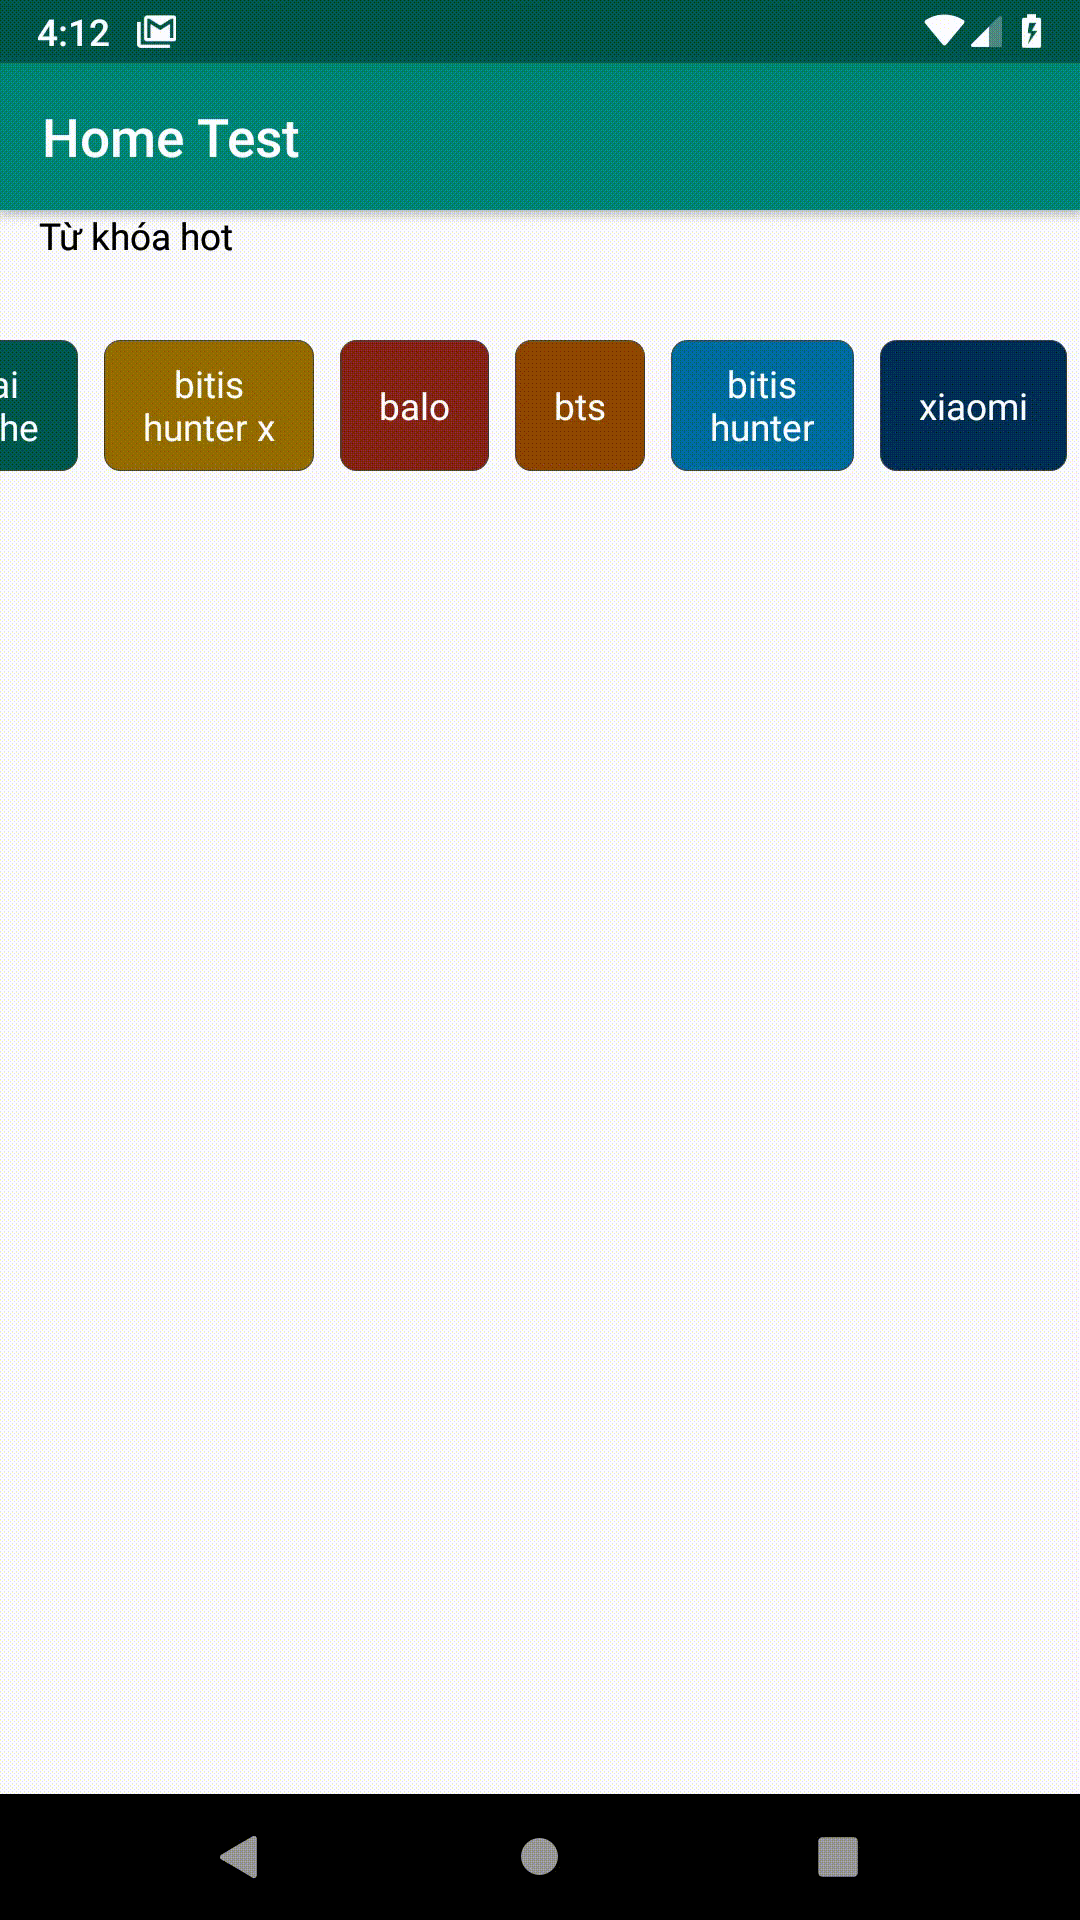 4:12
Home Test
Từ khóa hot
ai
he
bitis
hunter x
balo
bts
bitis
hunter
xiaomi